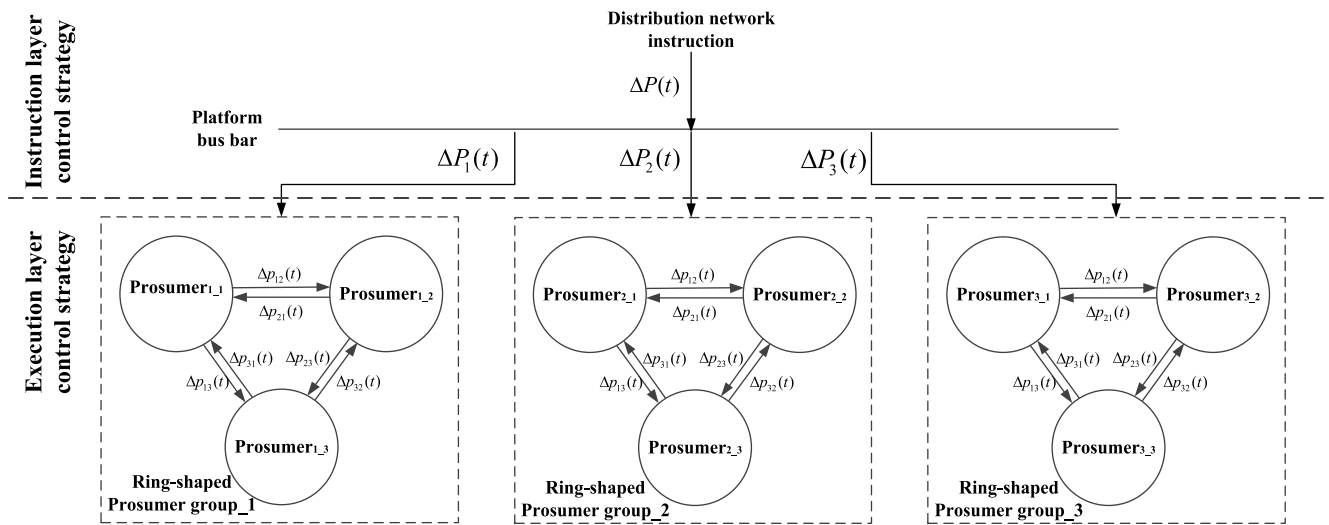 Instruction layer
control strategy
Distribution network
instruction
ΔP(t)
Platform
bus bar
ΔP₁(t)
ΔP₂(t)
ΔP₃(t)
Execution layer
control strategy
Prosumer₁_₁
Δp₁₂(t)
Prosumer₁_₂
Δp₂₁(t)
Δp₃₁(t)
Δp₂₃(t)
Δp₁₃(t)
Δp₃₂(t)
Prosumer₁_₃
Ring-shaped
Prosumer group_1
Prosumer₂_₁
Δp₁₂(t)
Prosumer₂_₂
Δp₂₁(t)
Δp₃₁(t)
Δp₂₃(t)
Δp₁₃(t)
Δp₃₂(t)
Prosumer₂_₃
Ring-shaped
Prosumer group_2
Prosumer₃_₁
Δp₁₂(t)
Prosumer₃_₂
Δp₂₁(t)
Δp₃₁(t)
Δp₂₃(t)
Δp₁₃(t)
Δp₃₂(t)
Prosumer₃_₃
Ring-shaped
Prosumer group_3